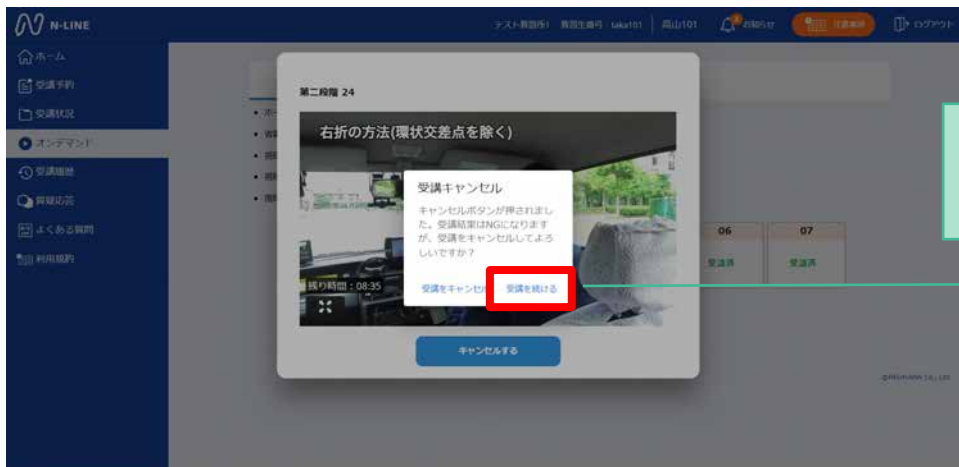 N-LINE
テスト教習所1 教習生番号: taka101 高山101 お知らせ 注意事項 ログアウト
ホーム
受講予約
受講状況
オンデマンド
受講履歴
質疑応答
よくある質問
利用規約
第二段階 24
右折の方法(環状交差点を除く)
受講キャンセル
キャンセルボタンが押されまし
た。受講結果はNGになります
が、受講をキャンセルしてよろ
しいですか？
受講をキャンセル 受講を続ける
残り時間：08:35
キャンセルする
06 07
受講済 受講済